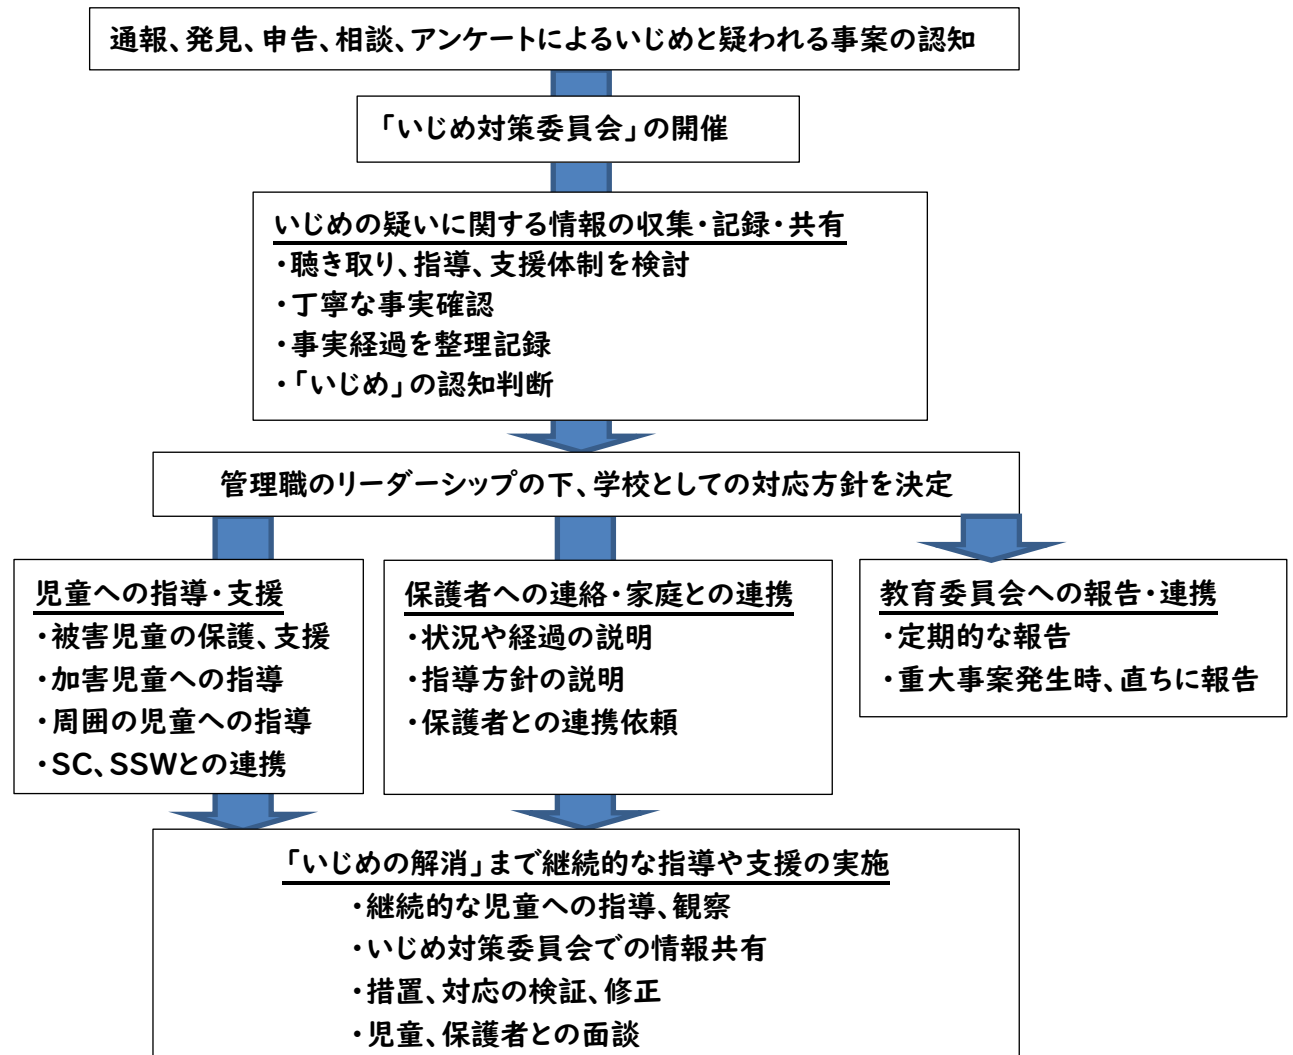 通報、発見、申告、相談、アンケートによるいじめと疑われる事案の認知
「いじめ対策委員会」の開催
いじめの疑いに関する情報の収集・記録・共有
・聴き取り、指導、支援体制を検討
・丁寧な事実確認
・事実経過を整理記録
・「いじめ」の認知判断
管理職のリーダーシップの下、学校としての対応方針を決定
児童への指導・支援
・被害児童の保護、支援
・加害児童への指導
・周囲の児童への指導
・SC、SSWとの連携
保護者への連絡・家庭との連携
・状況や経過の説明
・指導方針の説明
・保護者との連携依頼
教育委員会への報告・連携
・定期的な報告
・重大事案発生時、直ちに報告
「いじめの解消」まで継続的な指導や支援の実施
・継続的な児童への指導、観察
・いじめ対策委員会での情報共有
・措置、対応の検証、修正
・児童、保護者との面談